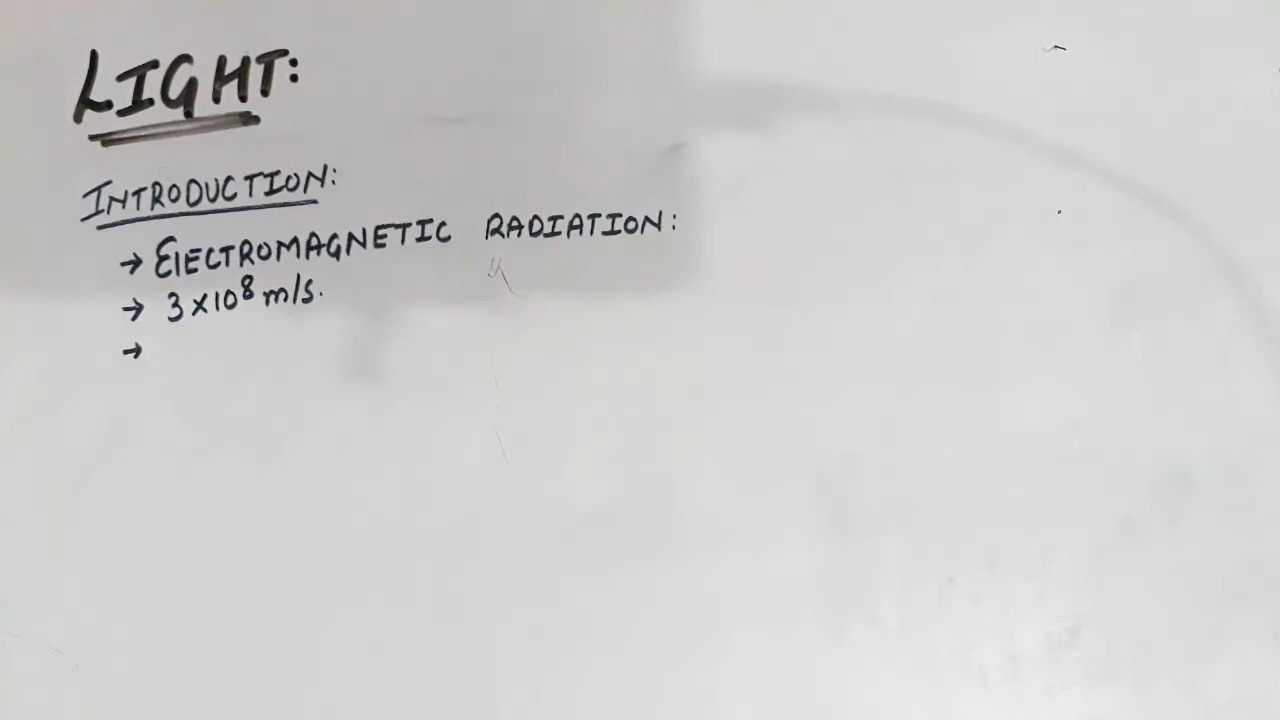 LIGHT:
INTRODUCTION:
→ ElECTROMAGNETIC RADIATION:
→ 3×10⁸ m/s.
→